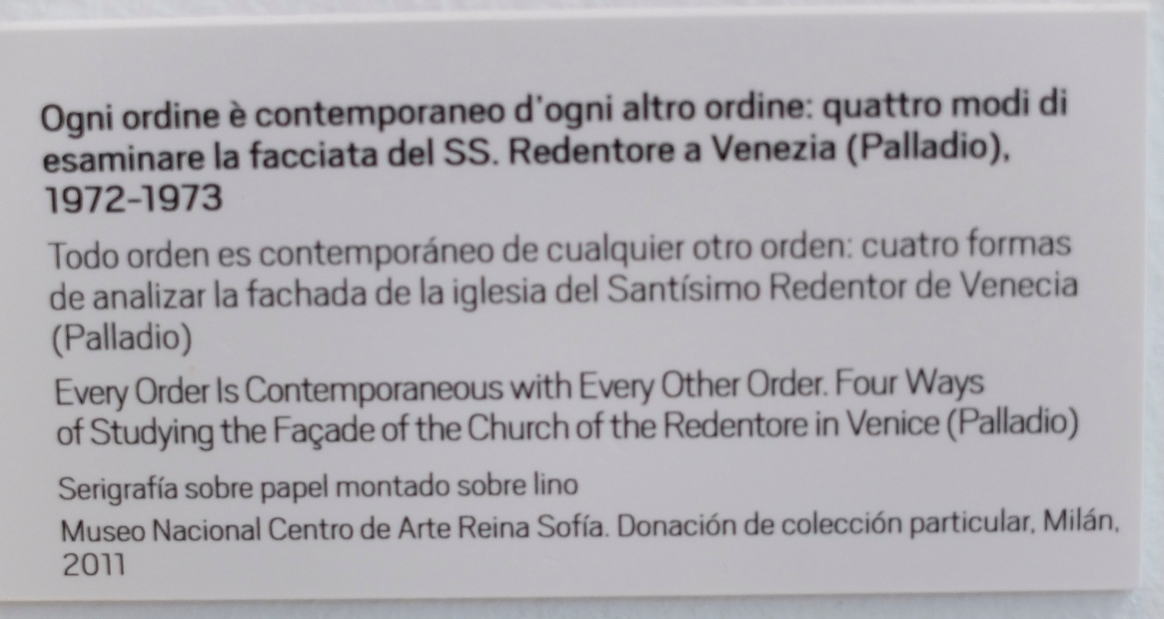 Ogni ordine è contemporaneo d'ogni altro ordine: quattro modi di
esaminare la facciata del SS. Redentore a Venezia (Palladio),
1972-1973
Todo orden es contemporáneo de cualquier otro orden: cuatro formas
de analizar la fachada de la iglesia del Santísimo Redentor de Venecia
(Palladio)
Every Order Is Contemporaneous with Every Other Order. Four Ways
of Studying the Façade of the Church of the Redentore in Venice (Palladio)
Serigrafía sobre papel montado sobre lino
Museo Nacional Centro de Arte Reina Sofía. Donación de colección particular, Milán,
2011